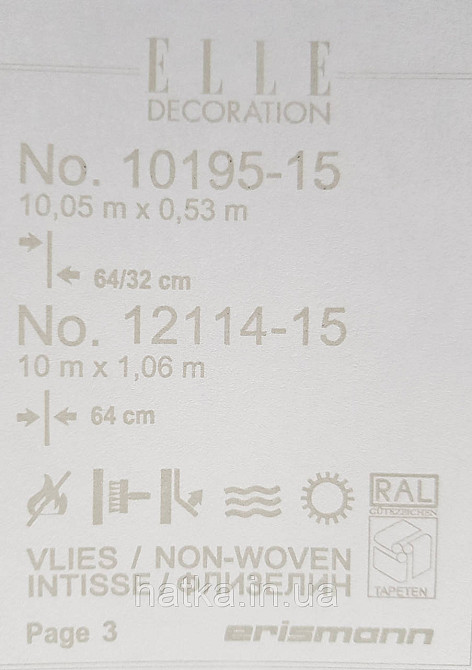 ELLE
DECORATION
No. 10195-15
10,05 m x 0,53 m
64/32 cm
No. 12114-15
10 m x 1,06 m
64 cm
RAL
GÜTEZEICHEN
TAPETEN
VLIES / NON-WOVEN
INTISSE / ФЛИЗЕЛИН
hatka.in.ua
Page 3
erismann